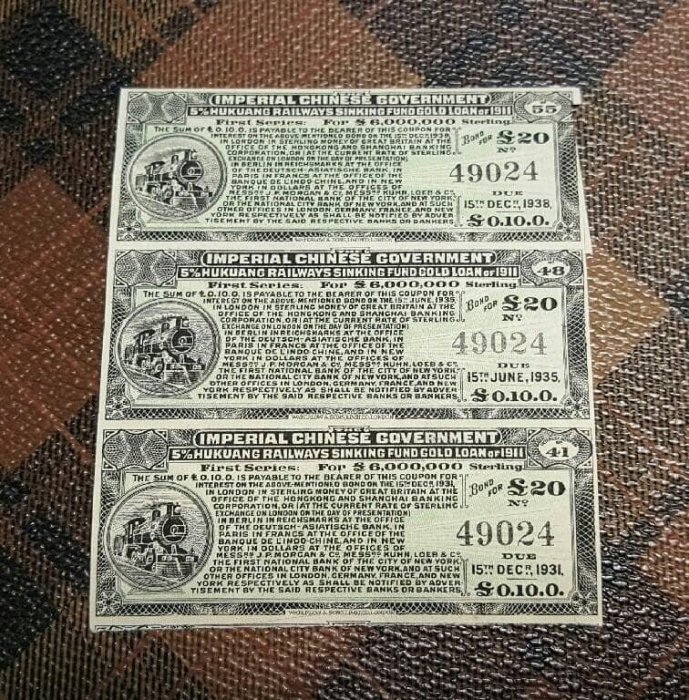 IMPERIAL CHINESE GOVERNMENT
55
5% HUKUANG RAILWAYS SINKING FUND GOLD LOAN OF 1911
First Series: For £6,000,000 Sterling.
THE SUM OF £0.10.0. IS PAYABLE TO THE BEARER OF THIS COUPON FOR
INTEREST ON THE ABOVE-MENTIONED BOND ON THE 15TH DECR 1938,
IN LONDON IN STERLING MONEY OF GREAT BRITAIN AT THE
OFFICE OF THE HONGKONG AND SHANGHAI BANKING
CORPORATION, OR (AT THE CURRENT RATE OF STERLING
EXCHANGE ON LONDON ON THE DAY OF PRESENTATION)
IN BERLIN IN REICHSMARKS AT THE OFFICE
OF THE DEUTSCH-ASIATISCHE BANK, IN
PARIS IN FRANCS AT THE OFFICE OF THE
BANQUE DE L'INDO-CHINE, AND IN NEW
YORK IN DOLLARS AT THE OFFICES OF
MESSRS J.P. MORGAN & CO. MESSRS KUHN, LOEB & CO.
THE FIRST NATIONAL BANK OF THE CITY OF NEW YORK
OR THE NATIONAL CITY BANK OF NEW YORK, AND AT SUCH
OTHER OFFICES IN LONDON, GERMANY, FRANCE, AND NEW
YORK RESPECTIVELY AS SHALL BE NOTIFIED BY ADVER
TISEMENT BY THE SAID RESPECTIVE BANKS OR BANKERS.
Bond FOR £20
No
49024
DUE
15TH DECR, 1938,
£0.10.0.
IMPERIAL CHINESE GOVERNMENT
48
5% HUKUANG RAILWAYS SINKING FUND GOLD LOAN OF 1911
First Series: For £6,000,000 Sterling.
THE SUM OF £0.10.0. IS PAYABLE TO THE BEARER OF THIS COUPON FOR
INTEREST ON THE ABOVE-MENTIONED BOND ON THE 15TH JUNE, 1935,
IN LONDON IN STERLING MONEY OF GREAT BRITAIN AT THE
OFFICE OF THE HONGKONG AND SHANGHAI BANKING
CORPORATION, OR (AT THE CURRENT RATE OF STERLING
EXCHANGE ON LONDON ON THE DAY OF PRESENTATION)
IN BERLIN IN REICHSMARKS AT THE OFFICE
OF THE DEUTSCH-ASIATISCHE BANK, IN
PARIS IN FRANCS AT THE OFFICE OF THE
BANQUE DE L'INDO-CHINE, AND IN NEW
YORK IN DOLLARS AT THE OFFICES OF
MESSRS J.P. MORGAN & CO. MESSRS KUHN, LOEB & CO.
THE FIRST NATIONAL BANK OF THE CITY OF NEW YORK
OR THE NATIONAL CITY BANK OF NEW YORK, AND AT SUCH
OTHER OFFICES IN LONDON, GERMANY, FRANCE, AND NEW
YORK RESPECTIVELY AS SHALL BE NOTIFIED BY ADVER
TISEMENT BY THE SAID RESPECTIVE BANKS OR BANKERS.
Bond FOR £20
No
49024
DUE
15TH JUNE, 1935,
£0.10.0.
IMPERIAL CHINESE GOVERNMENT
41
5% HUKUANG RAILWAYS SINKING FUND GOLD LOAN OF 1911
First Series: For £6,000,000 Sterling.
THE SUM OF £0.10.0. IS PAYABLE TO THE BEARER OF THIS COUPON FOR
INTEREST ON THE ABOVE-MENTIONED BOND ON THE 15TH DECR, 1931,
IN LONDON IN STERLING MONEY OF GREAT BRITAIN AT THE
OFFICE OF THE HONGKONG AND SHANGHAI BANKING
CORPORATION, OR (AT THE CURRENT RATE OF STERLING
EXCHANGE ON LONDON ON THE DAY OF PRESENTATION)
IN BERLIN IN REICHSMARKS AT THE OFFICE
OF THE DEUTSCH-ASIATISCHE BANK, IN
PARIS IN FRANCS AT THE OFFICE OF THE
BANQUE DE L'INDO-CHINE, AND IN NEW
YORK IN DOLLARS AT THE OFFICES OF
MESSRS J.P. MORGAN & CO. MESSRS KUHN, LOEB & CO.
THE FIRST NATIONAL BANK OF THE CITY OF NEW YORK
OR THE NATIONAL CITY BANK OF NEW YORK, AND AT SUCH
OTHER OFFICES IN LONDON, GERMANY, FRANCE, AND NEW
YORK RESPECTIVELY AS SHALL BE NOTIFIED BY ADVER
TISEMENT BY THE SAID RESPECTIVE BANKS OR BANKERS.
Bond FOR £20
No
49024
DUE
15TH DECR, 1931,
£0.10.0.